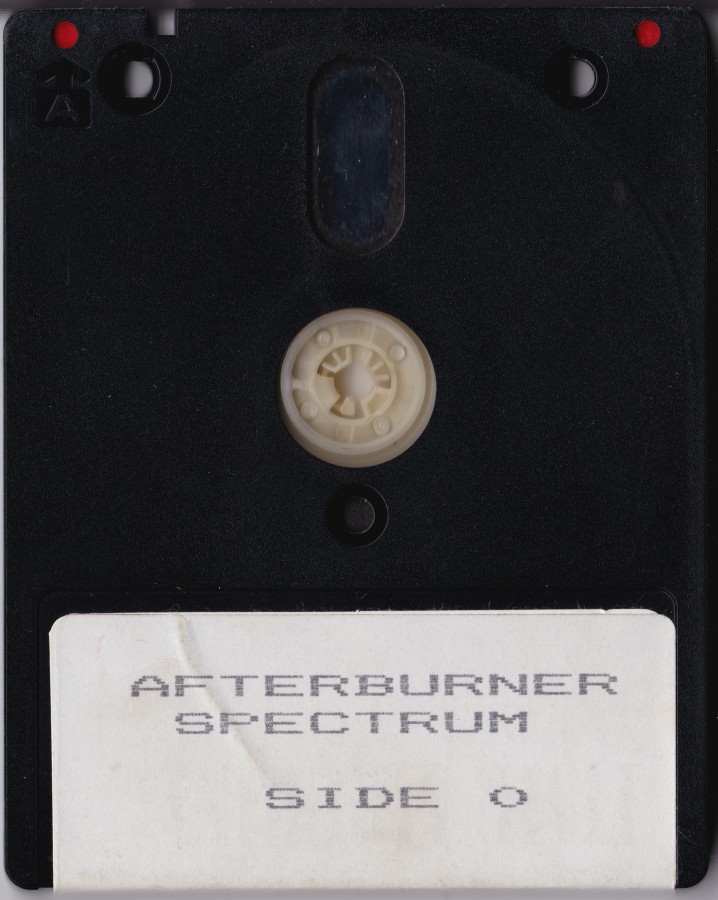 A
AFTERBURNER
SPECTRUM
SIDE 0